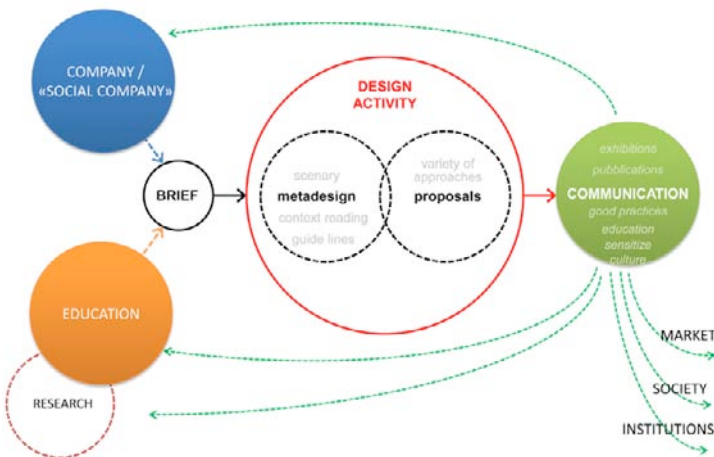 COMPANY /
«SOCIAL COMPANY»
BRIEF
EDUCATION
RESEARCH
DESIGN
ACTIVITY
scenary
metadesign
context reading
guide lines
variety of
approaches
proposals
exhibitions
pubblications
COMMUNICATION
good practices
education
sensitize
culture
MARKET
SOCIETY
INSTITUTIONS